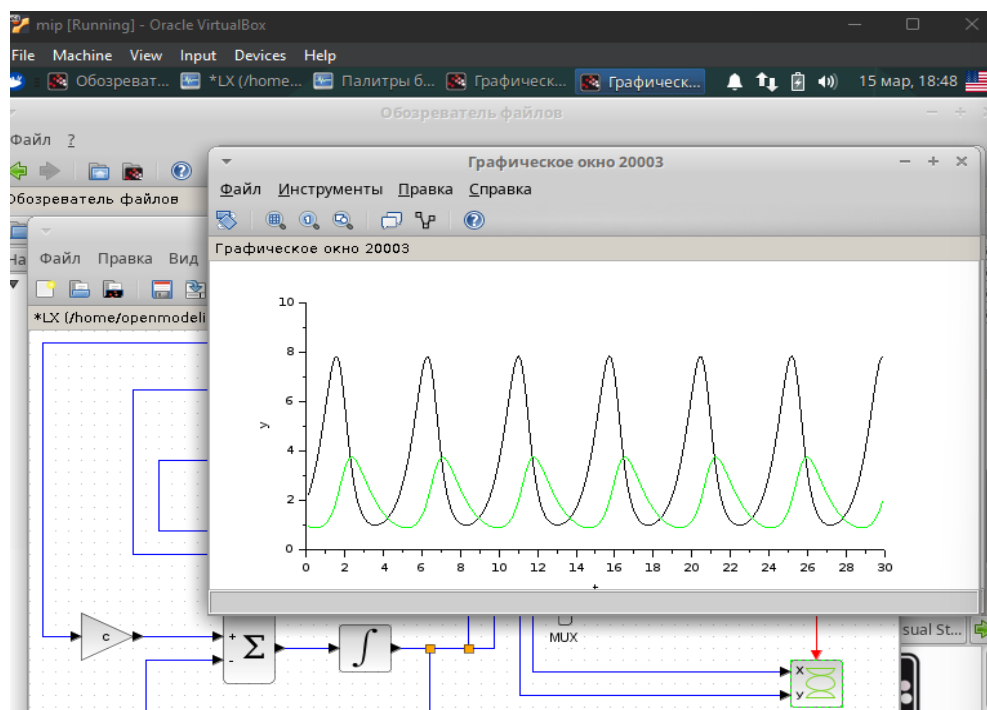 mip [Running] - Oracle VirtualBox
File Machine View Input Devices Help
Обозреват... *LX (/home... Палитры б... Графическ... Графическ... 15 мар, 18:48
Обозреватель файлов
Файл ?
Графическое окно 20003
Файл Инструменты Правка Справка
Обозреватель файлов
Графическое окно 20003
На
Файл Правка Вид
*LX (/home/openmodeli
10
8
6
y
4
2
0
0 2 4 6 8 10 12 14 16 18 20 22 24 26 28 30
t
c
+
-
Σ
∫
MUX
sual St...
x
y